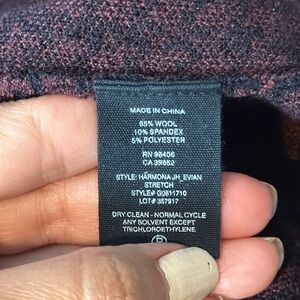 MADE IN CHINA
85% WOOL
10% SPANDEX
5% POLYESTER
RN 98406
CA 39652
STYLE: HARMONA JH_EVIAN
STRETCH
STYLE# G0811710
LOT# 357317
DRY CLEAN - NORMAL CYCLE
ANY SOLVENT EXCEPT
TRICHLOROETHYLENE
P